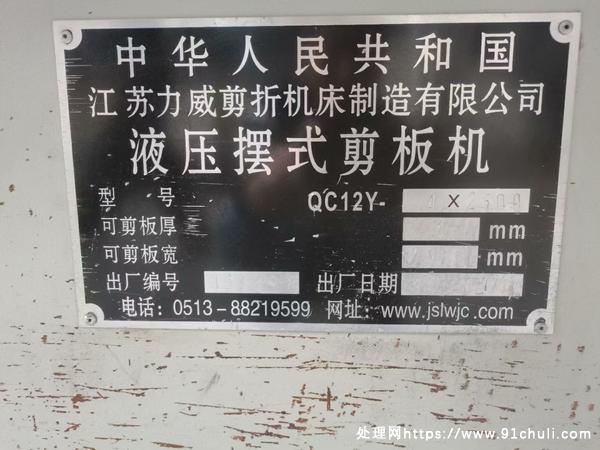 中华人民共和国
江苏力威剪折机床制造有限公司
液压摆式剪板机
型号 QC12Y- 4X2500
可剪板厚 mm
可剪板宽 mm
出厂编号 出厂日期
电话：0513-88219599 网址：www.jslwjc.com
处理网https://www.91chuli.com/